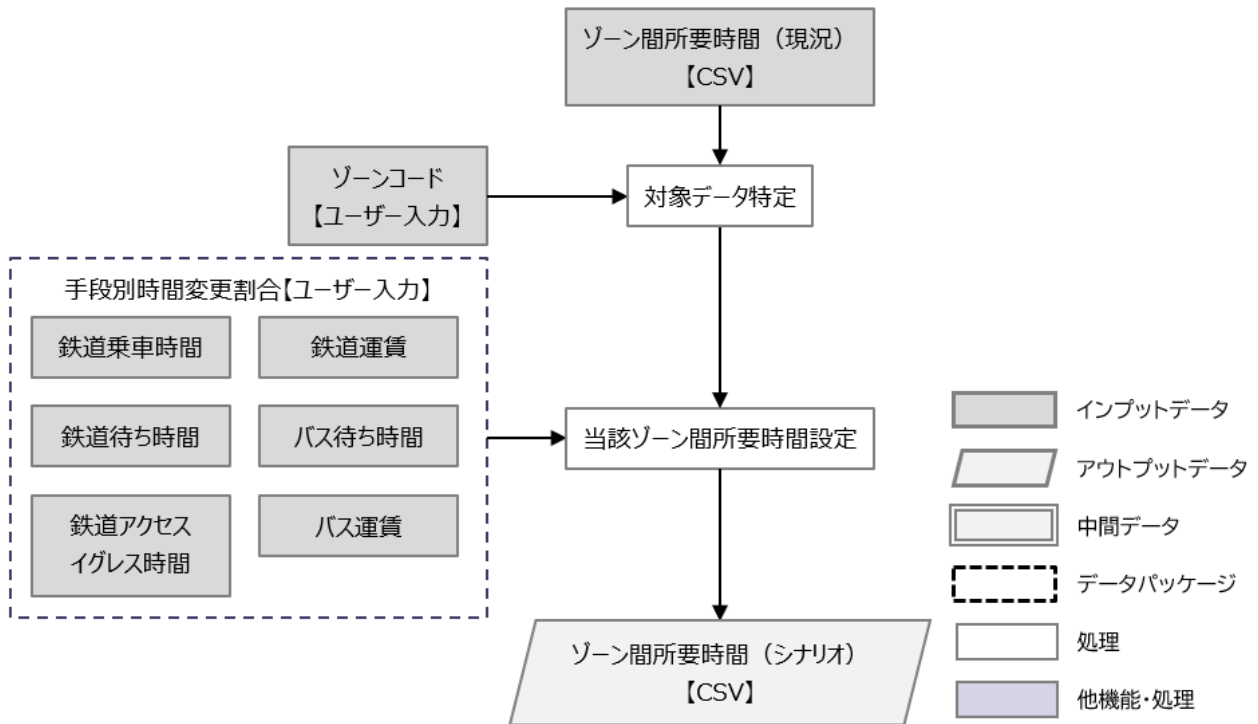 ゾーン間所要時間（現況）
【CSV】
ゾーンコード
【ユーザー入力】
対象データ特定
手段別時間変更割合【ユーザー入力】
鉄道乗車時間
鉄道運賃
鉄道待ち時間
バス待ち時間
鉄道アクセス
イグレス時間
バス運賃
当該ゾーン間所要時間設定
ゾーン間所要時間（シナリオ）
【CSV】
インプットデータ
アウトプットデータ
中間データ
データパッケージ
処理
他機能・処理